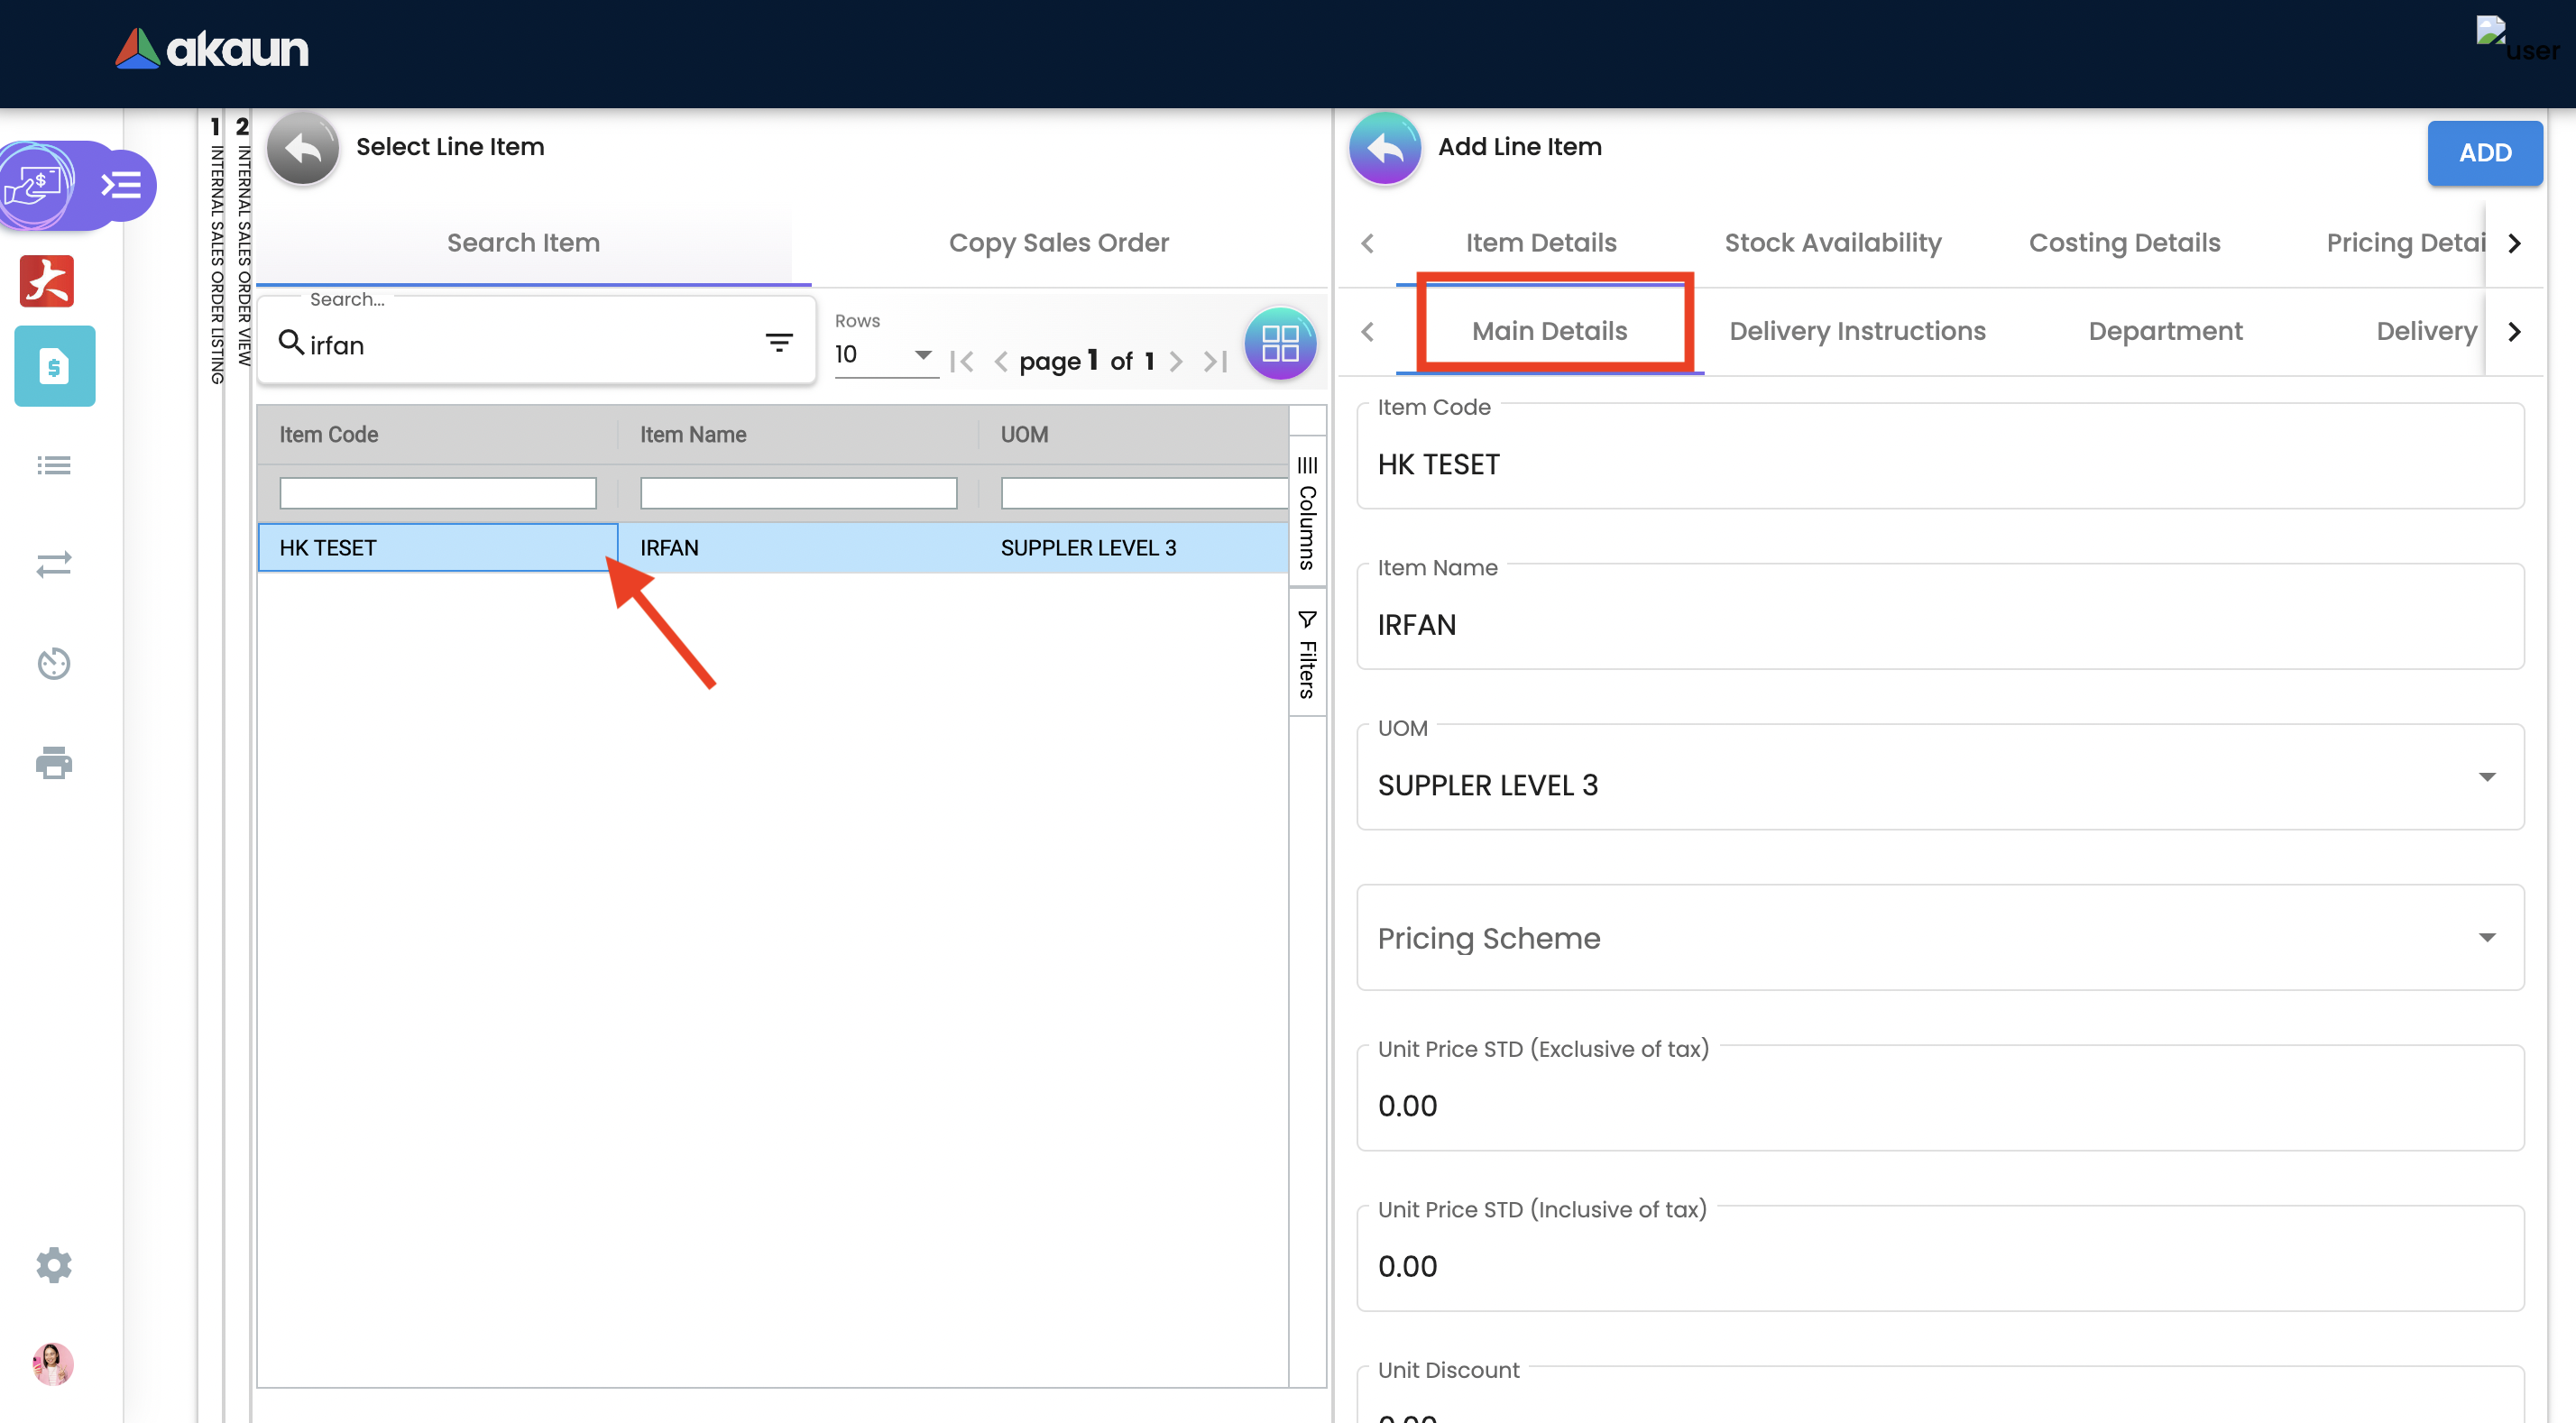 akaun
user
1 INTERNAL SALES ORDER LISTING
2 INTERNAL SALES ORDER VIEW
Select Line Item
Search Item
Copy Sales Order
Search...
irfan
Rows
10
page 1 of 1
Item Code
Item Name
UOM
HK TESET
IRFAN
SUPPLER LEVEL 3
Columns
Filters
Add Line Item
ADD
Item Details
Stock Availability
Costing Details
Pricing Detai
Main Details
Delivery Instructions
Department
Delivery
Item Code
HK TESET
Item Name
IRFAN
UOM
SUPPLER LEVEL 3
Pricing Scheme
Unit Price STD (Exclusive of tax)
0.00
Unit Price STD (Inclusive of tax)
0.00
Unit Discount
0.00